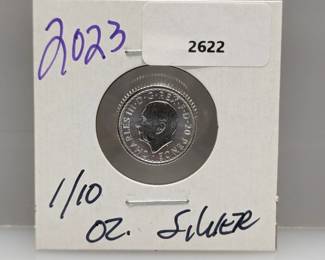 2023
2622
CHARLES III · D · G · REX · F · D · 20 PENCE
1/10
OZ. SILVER